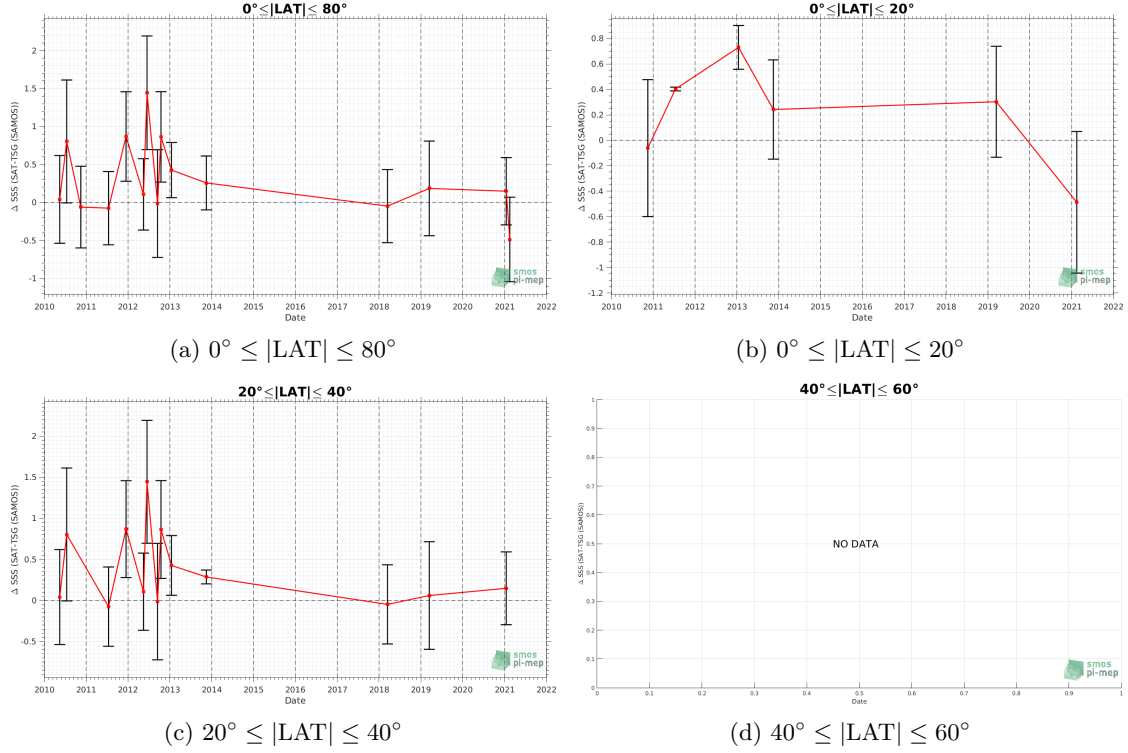 0°≤|LAT|≤ 80°
Δ SSS (SAT-TSG (SAMOS))
2
1.5
1
0.5
0
-0.5
-1
2010 2011 2012 2013 2014 2015 2016 2017 2018 2019 2020 2021 2022
Date
smos
pi-mep
(a) 0° ≤ |LAT| ≤ 80°
0°≤|LAT|≤ 20°
Δ SSS (SAT-TSG (SAMOS))
0.8
0.6
0.4
0.2
0
-0.2
-0.4
-0.6
-0.8
-1
-1.2
2010 2011 2012 2013 2014 2015 2016 2017 2018 2019 2020 2021 2022
Date
smos
pi-mep
(b) 0° ≤ |LAT| ≤ 20°
20°≤|LAT|≤ 40°
Δ SSS (SAT-TSG (SAMOS))
2
1.5
1
0.5
0
-0.5
2010 2011 2012 2013 2014 2015 2016 2017 2018 2019 2020 2021 2022
Date
smos
pi-mep
(c) 20° ≤ |LAT| ≤ 40°
40°≤|LAT|≤ 60°
Δ SSS (SAT-TSG (SAMOS))
1
0.9
0.8
0.7
0.6
0.5
0.4
0.3
0.2
0.1
0
NO DATA
0 0.1 0.2 0.3 0.4 0.5 0.6 0.7 0.8 0.9 1
Date
smos
pi-mep
(d) 40° ≤ |LAT| ≤ 60°